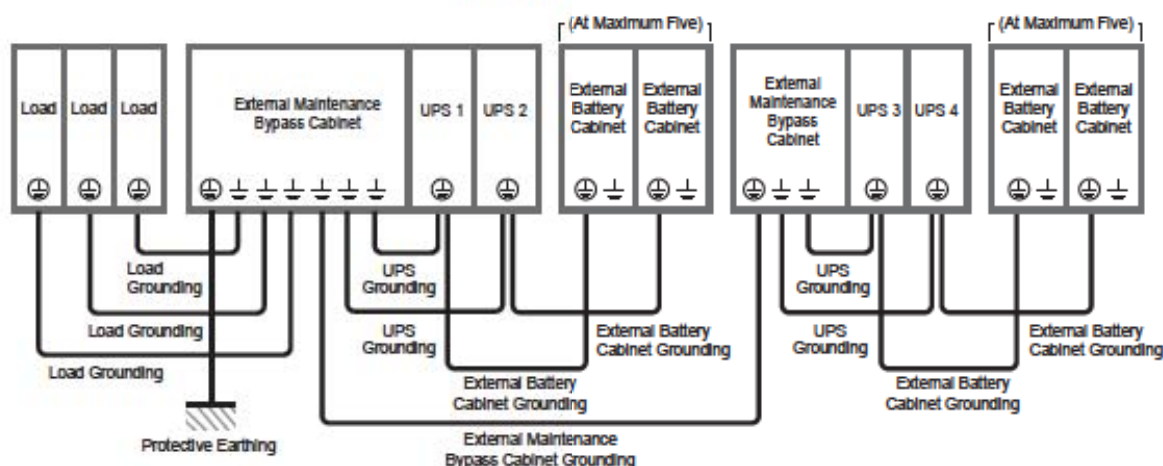 (At Maximum Five)
(At Maximum Five)
Load
Load
Load
External Maintenance
Bypass Cabinet
UPS 1
UPS 2
External
Battery
Cabinet
External
Battery
Cabinet
External
Maintenance
Bypass
Cabinet
UPS 3
UPS 4
External
Battery
Cabinet
External
Battery
Cabinet
Load
Grounding
Load Grounding
Load Grounding
UPS
Grounding
UPS
Grounding
External Battery
Cabinet Grounding
External Battery
Cabinet Grounding
UPS
Grounding
UPS
Grounding
External Battery
Cabinet Grounding
External Battery
Cabinet Grounding
Protective Earthing
External Maintenance
Bypass Cabinet Grounding